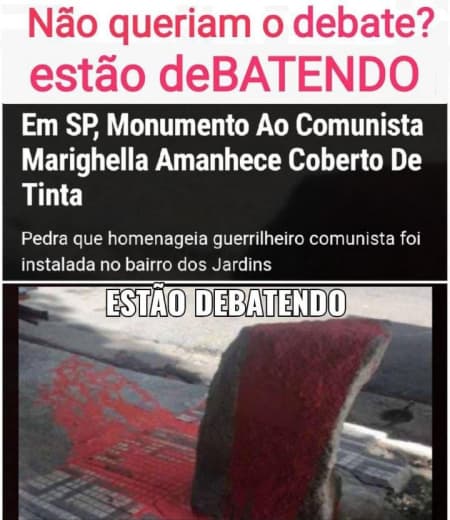 Não queriam o debate?
estão deBATENDO
Em SP, Monumento Ao Comunista
Marighella Amanhece Coberto De
Tinta
Pedra que homenageia guerrilheiro comunista foi
instalada no bairro dos Jardins
ESTÃO DEBATENDO